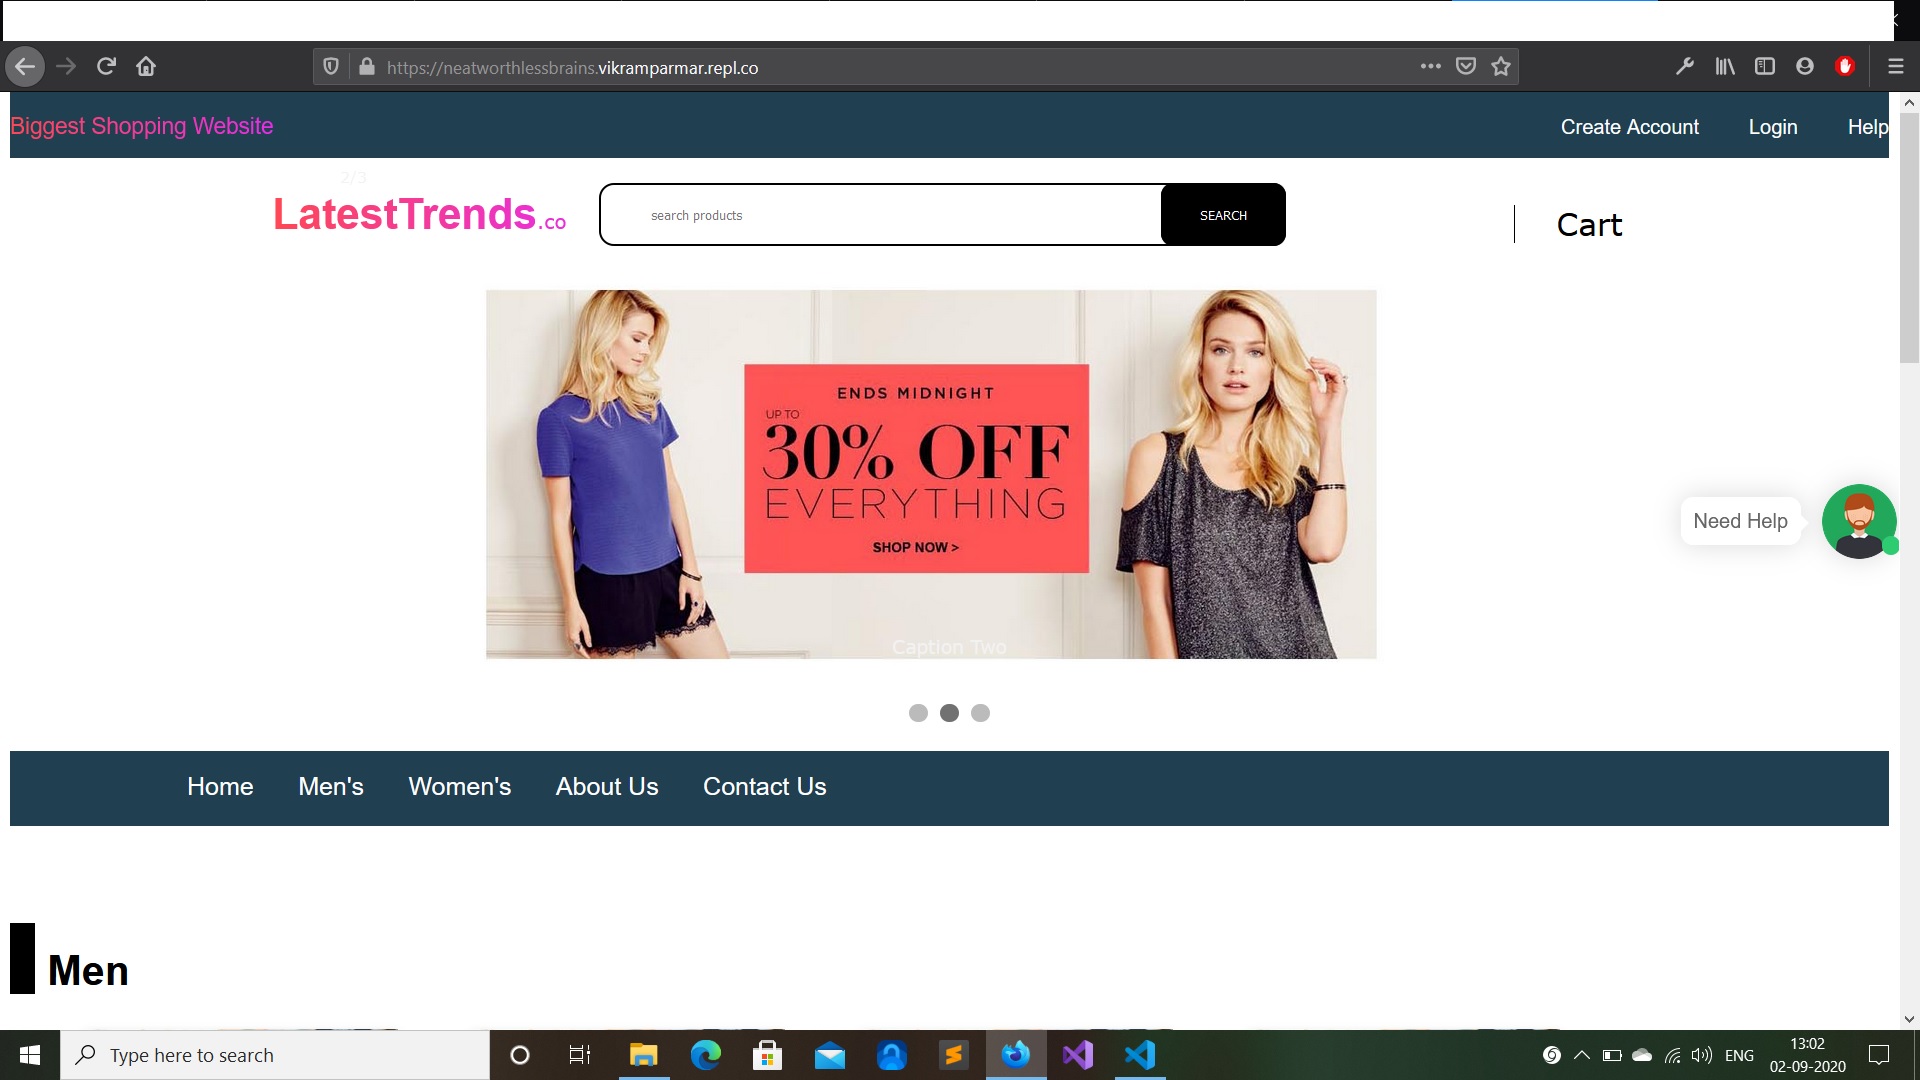 https://neatworthlessbrains.vikramparmar.repl.co
Biggest Shopping Website
Create Account Login Help
2/3
LatestTrends.co
search products
SEARCH
Cart
ENDS MIDNIGHT
UP TO
30% OFF
EVERYTHING
SHOP NOW >
Need Help
Caption Two
Home Men's Women's About Us Contact Us
Men
Type here to search
ENG
13:02
02-09-2020